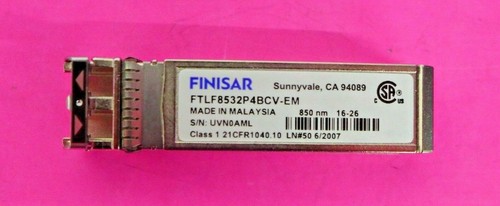 FINISAR Sunnyvale, CA 94089
FTLF8532P4BCV-EM
MADE IN MALAYSIA 850 nm 16-26
S/N: UVN0AML
Class 1 21CFR1040.10 LN#50 6/2007